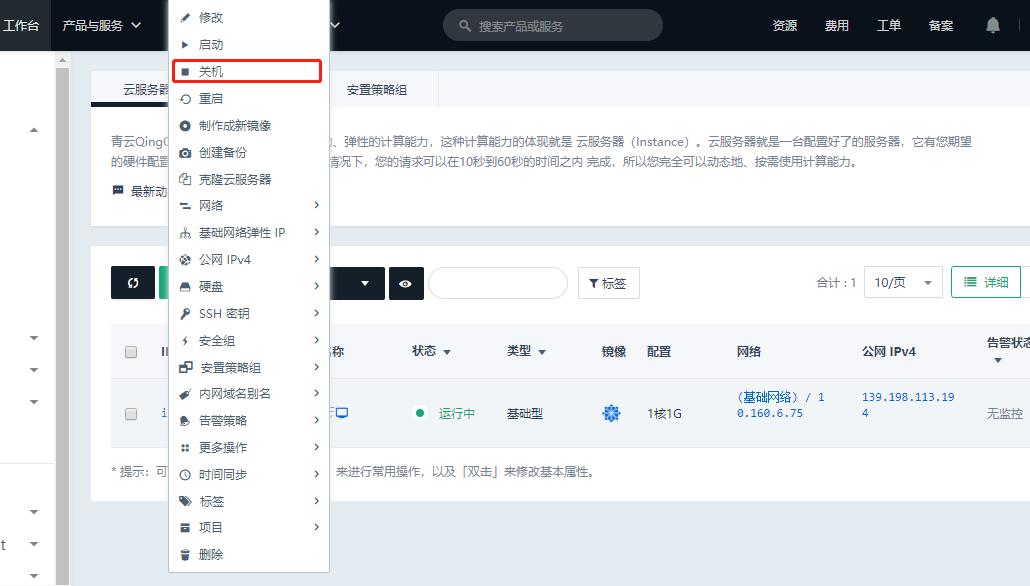 工作台 产品与服务 搜索产品或服务 资源 费用 工单 备案
修改
启动
关机
重启
制作成新镜像
创建备份
克隆云服务器
网络
基础网络弹性 IP
公网 IPv4
硬盘
SSH 密钥
安全组
安置策略组
内网域名别名
告警策略
更多操作
时间同步
标签
项目
删除
云服务器 安置策略组
青云Qing 、弹性的计算能力，这种计算能力的体现就是 云服务器（Instance）。云服务器就是一台配置好了的服务器，它有您期望
的硬件配置 情况下，您的请求可以在10秒到60秒的时间之内 完成，所以您完全可以动态地、按需使用计算能力。
最新动
标签 合计 : 1 10/页 详细
称 状态 类型 镜像 配置 网络 公网 IPv4 告警状态
i 运行中 基础型 1核1G (基础网络) / 1
0.160.6.75
139.198.113.19
4
无监控
* 提示：可 来进行常用操作，以及「双击」来修改基本属性。
t